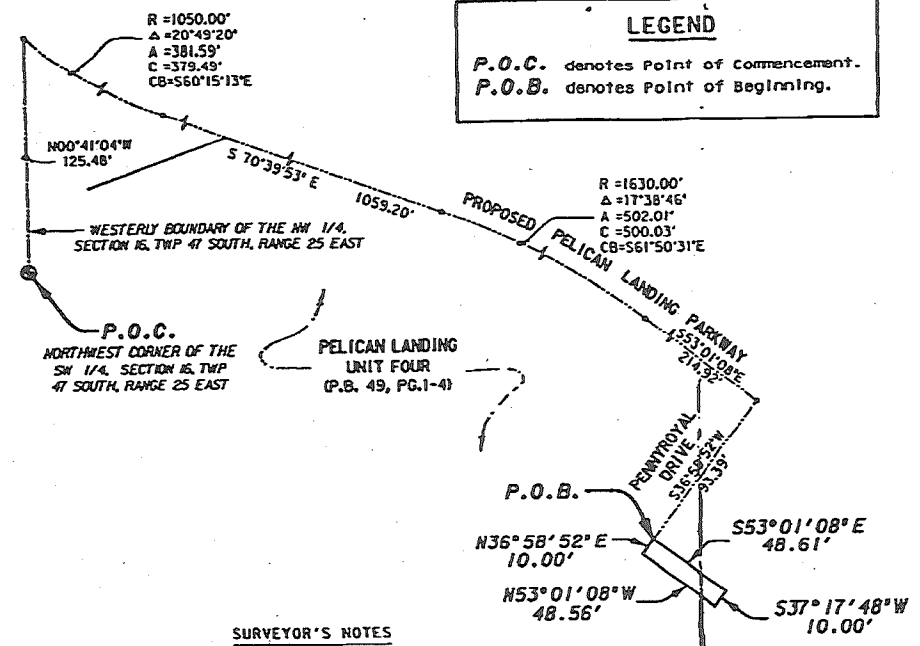 LEGEND
P.O.C. denotes Point of Commencement.
P.O.B. denotes Point of Beginning.
R =1050.00'
Δ =20°49'20"
A =381.59'
C =379.49'
CB=S60°15'13"E
N00°41'04"W
125.48'
WESTERLY BOUNDARY OF THE NW 1/4,
SECTION 16, TWP 47 SOUTH, RANGE 25 EAST
P.O.C.
NORTHWEST CORNER OF THE
SW 1/4, SECTION 16, TWP
47 SOUTH, RANGE 25 EAST
S 70°39'53" E
1059.20'
PROPOSED PELICAN LANDING PARKWAY
R =1630.00'
Δ =17°38'46"
A =502.01'
C =500.03'
CB=S61°50'31"E
PELICAN LANDING
UNIT FOUR
(P.B. 49, PG.1-4)
S53°01'08"E
214.92'
PENNYROYAL
DRIVE
S36°58'52"W
93.39'
P.O.B.
N36°58'52"E
10.00'
S53°01'08"E
48.61'
N53°01'08"W
48.56'
S37°17'48"W
10.00'
SURVEYOR'S NOTES